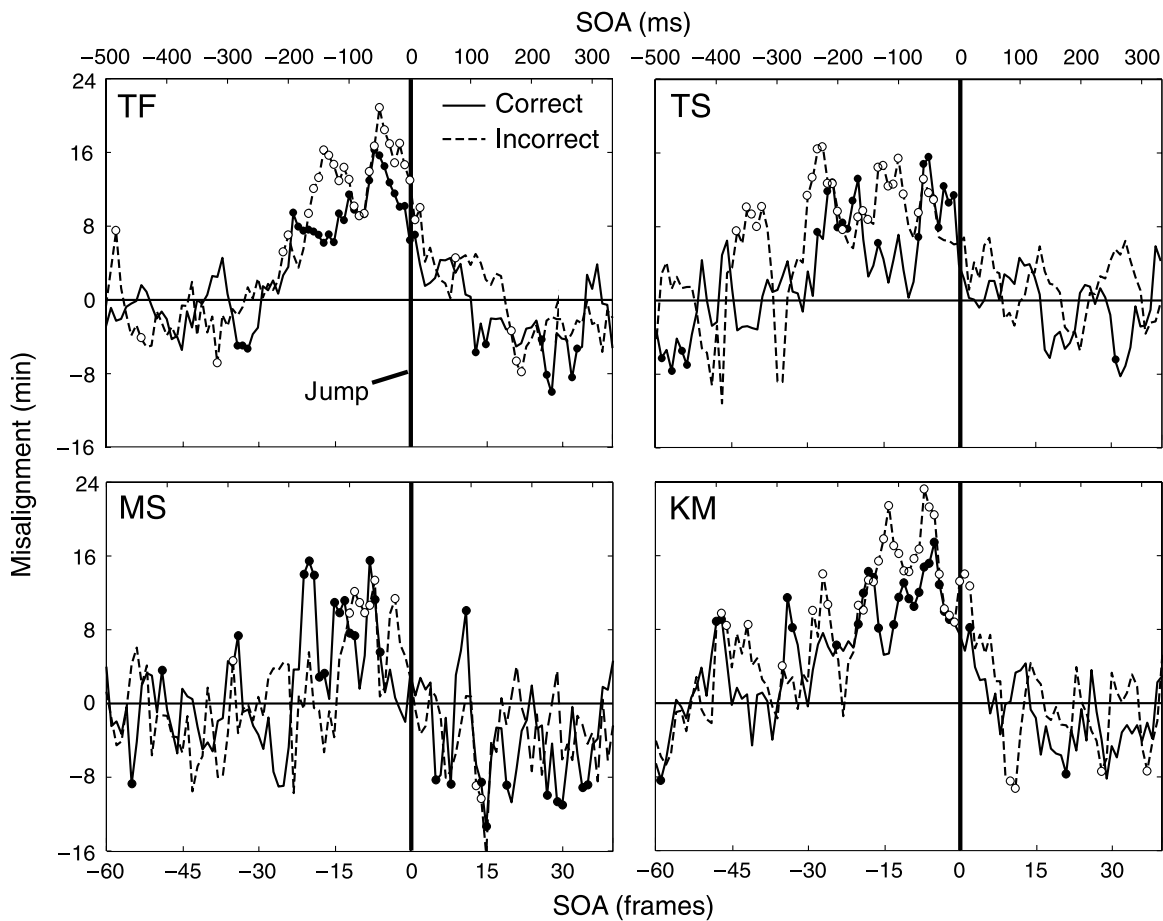 SOA (ms)
−500 −400 −300 −200 −100 0 100 200 300
−500 −400 −300 −200 −100 0 100 200 300
24
16
8
0
−8
−16
TF
Correct
Incorrect
Jump
TS
Misalignment (min)
24
16
8
0
−8
−16
MS
KM
−60 −45 −30 −15 0 15 30
−60 −45 −30 −15 0 15 30
SOA (frames)